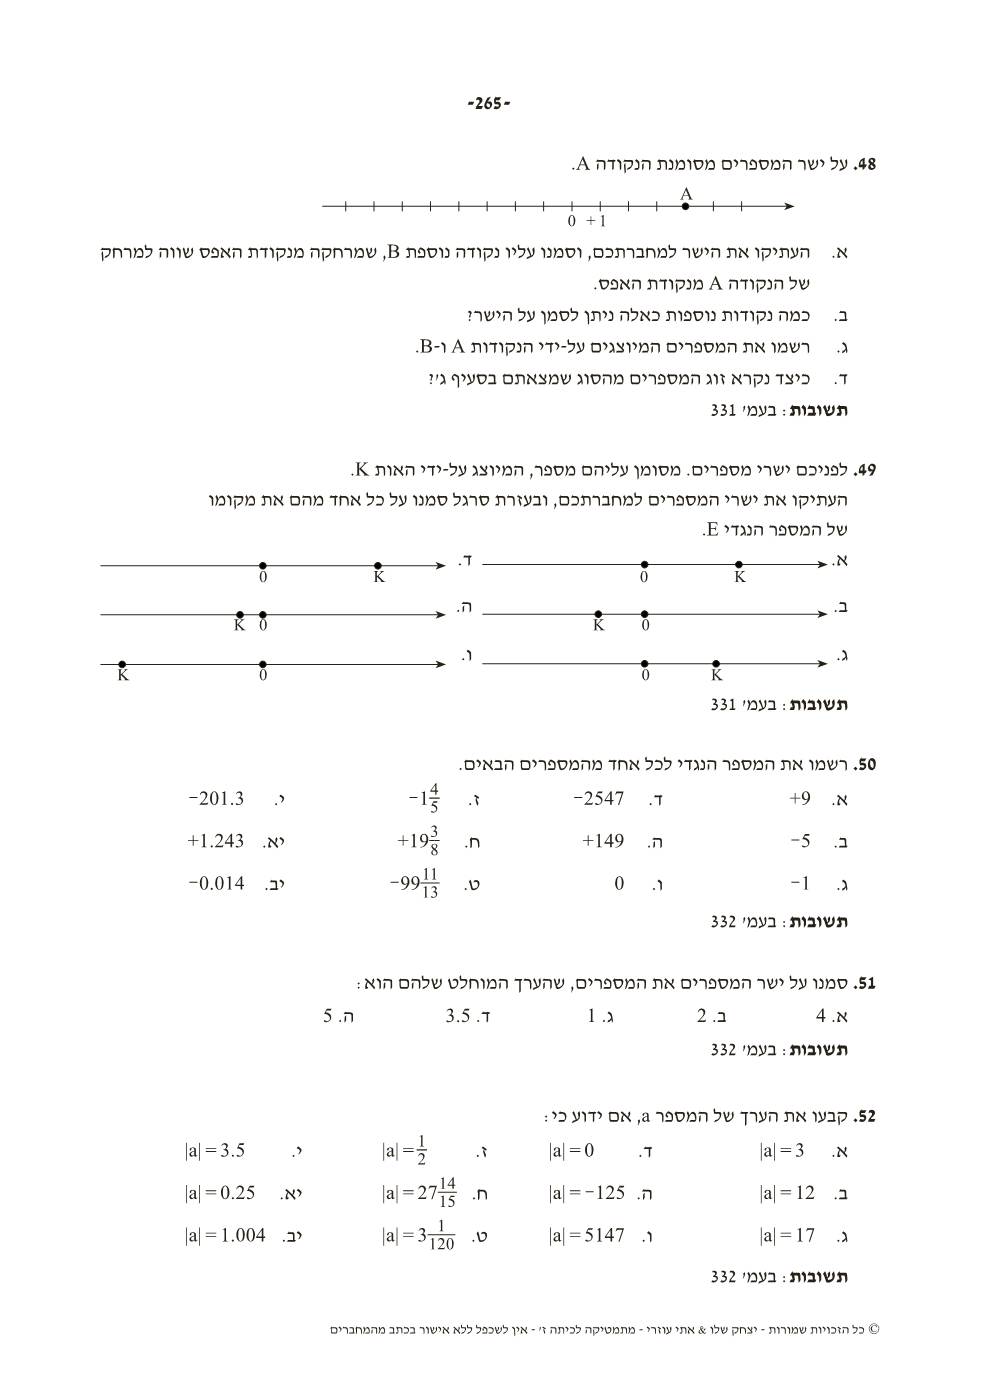 -265-
48. על ישר המספרים מסומנת הנקודה A.
A
0 +1
א. העתיקו את הישר למחברתכם, וסמנו עליו נקודה נוספת B, שמרחקה מנקודת האפס שווה למרחק
של הנקודה A מנקודת האפס.
ב. כמה נקודות נוספות כאלה ניתן לסמן על הישר?
ג. רשמו את המספרים המיוצגים על-ידי הנקודות A ו-B.
ד. כיצד נקרא זוג המספרים מהסוג שמצאתם בסעיף ג'?
תשובות: בעמ' 331
49. לפניכם ישרי מספרים. מסומן עליהם מספר, המיוצג על-ידי האות K.
העתיקו את ישרי המספרים למחברתכם, ובעזרת סרגל סמנו על כל אחד מהם את מקומו
של המספר הנגדי E.
א. 0 K ד. 0 K
ב. K 0 ה. K 0
ג. 0 K ו. K 0
תשובות: בעמ' 331
50. רשמו את המספר הנגדי לכל אחד מהמספרים הבאים.
א. +9 ד. −2547 ז. −1 4/5 י. −201.3
ב. −5 ה. +149 ח. +19 3/8 יא. +1.243
ג. −1 ו. 0 ט. −99 11/13 יב. −0.014
תשובות: בעמ' 332
51. סמנו על ישר המספרים את המספרים, שהערך המוחלט שלהם הוא:
א. 4 ב. 2 ג. 1 ד. 3.5 ה. 5
תשובות: בעמ' 332
52. קבעו את הערך של המספר a, אם ידוע כי:
א. |a| = 3 ד. |a| = 0 ז. |a| = 1/2 י. |a| = 3.5
ב. |a| = 12 ה. |a| = −125 ח. |a| = 27 14/15 יא. |a| = 0.25
ג. |a| = 17 ו. |a| = 5147 ט. |a| = 3 1/120 יב. |a| = 1.004
תשובות: בעמ' 332
© כל הזכויות שמורות - יצחק שלו & אתי עוזרי - מתמטיקה לכיתה ז' - אין לשכפל ללא אישור בכתב מהמחברים